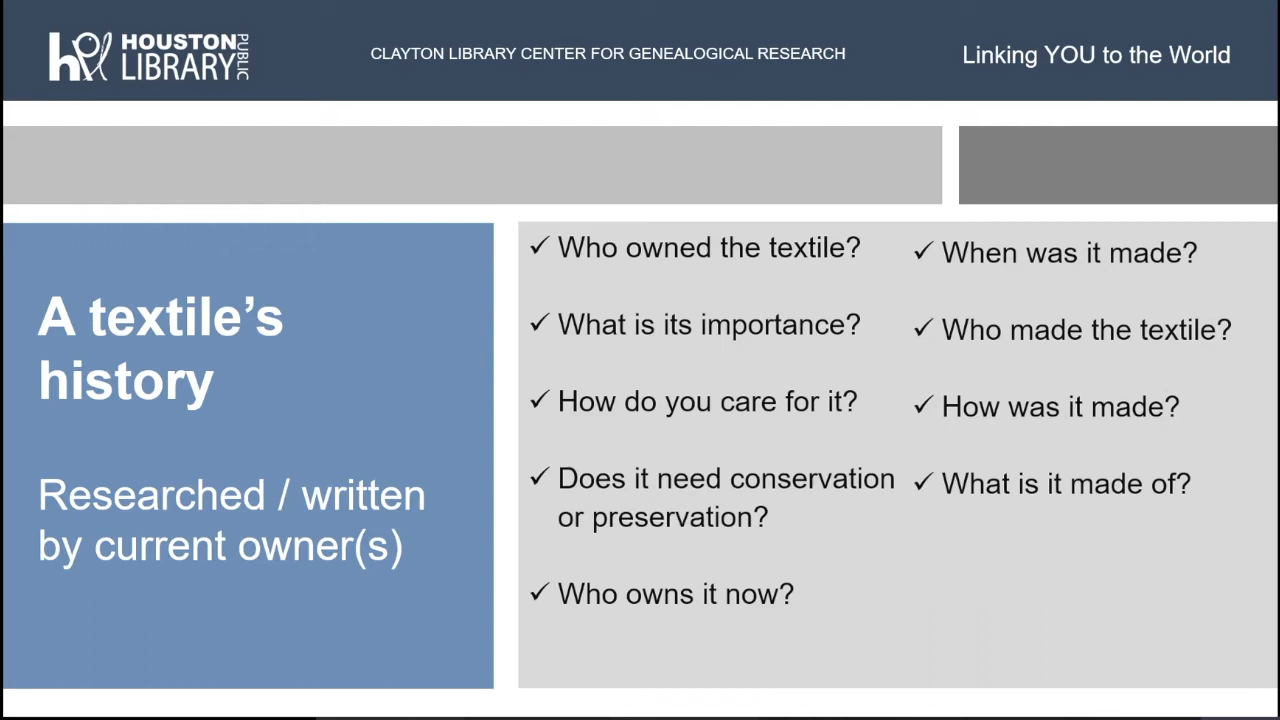 HOUSTON
LIBRARY
PUBLIC
CLAYTON LIBRARY CENTER FOR GENEALOGICAL RESEARCH
Linking YOU to the World
A textile’s
history
Researched / written
by current owner(s)
✓ Who owned the textile?
✓ What is its importance?
✓ How do you care for it?
✓ Does it need conservation
or preservation?
✓ Who owns it now?
✓ When was it made?
✓ Who made the textile?
✓ How was it made?
✓ What is it made of?